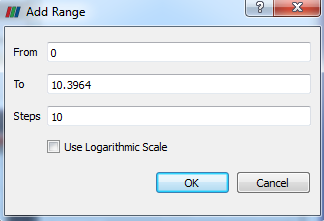 Add Range
?
From 0
To 10.3964
Steps 10
Use Logarithmic Scale
OK Cancel